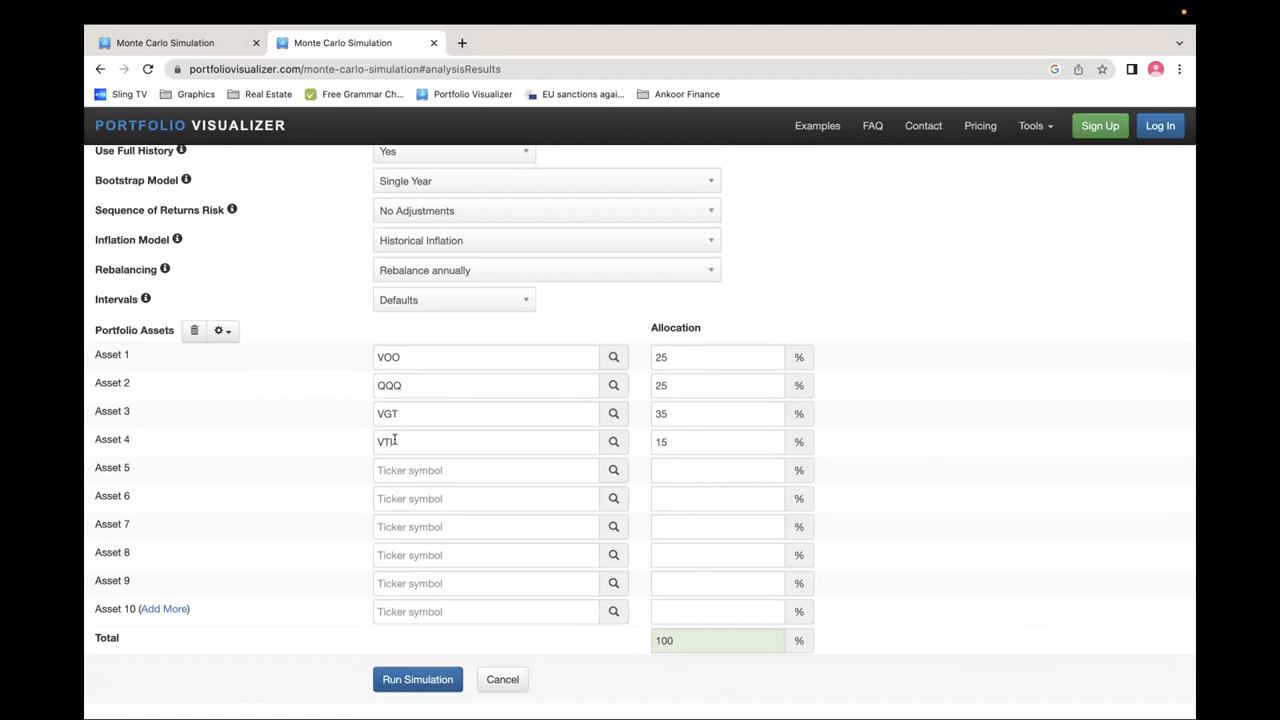 Monte Carlo Simulation
Monte Carlo Simulation
portfoliovisualizer.com/monte-carlo-simulation#analysisResults
Sling TV Graphics Real Estate Free Grammar Ch... Portfolio Visualizer EU sanctions agai... Ankoor Finance
PORTFOLIO VISUALIZER Examples FAQ Contact Pricing Tools Sign Up Log In
Use Full History Yes
Bootstrap Model Single Year
Sequence of Returns Risk No Adjustments
Inflation Model Historical Inflation
Rebalancing Rebalance annually
Intervals Defaults
Portfolio Assets Allocation
Asset 1 VOO 25 %
Asset 2 QQQ 25 %
Asset 3 VGT 35 %
Asset 4 VTI 15 %
Asset 5 Ticker symbol %
Asset 6 Ticker symbol %
Asset 7 Ticker symbol %
Asset 8 Ticker symbol %
Asset 9 Ticker symbol %
Asset 10 (Add More) Ticker symbol %
Total 100 %
Run Simulation Cancel